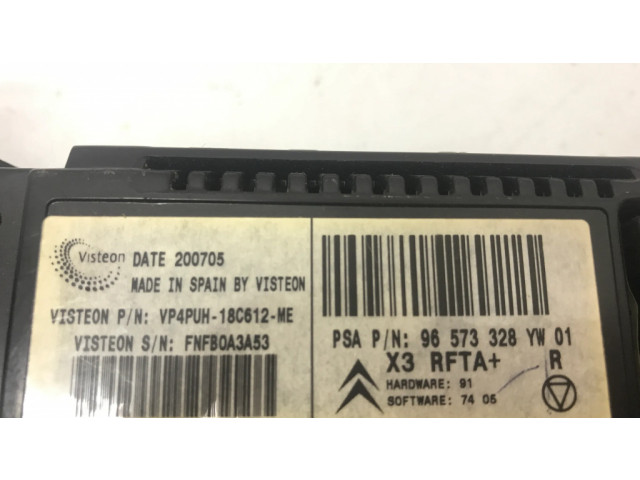 Visteon
DATE 200705
MADE IN SPAIN BY VISTEON
VISTEON P/N: VP4PUH-18C612-ME
VISTEON S/N: FNFB0A3A53
PSA P/N: 96 573 328 YW 01
X3 RFTA+ R
HARDWARE: 91
SOFTWARE: 74 05